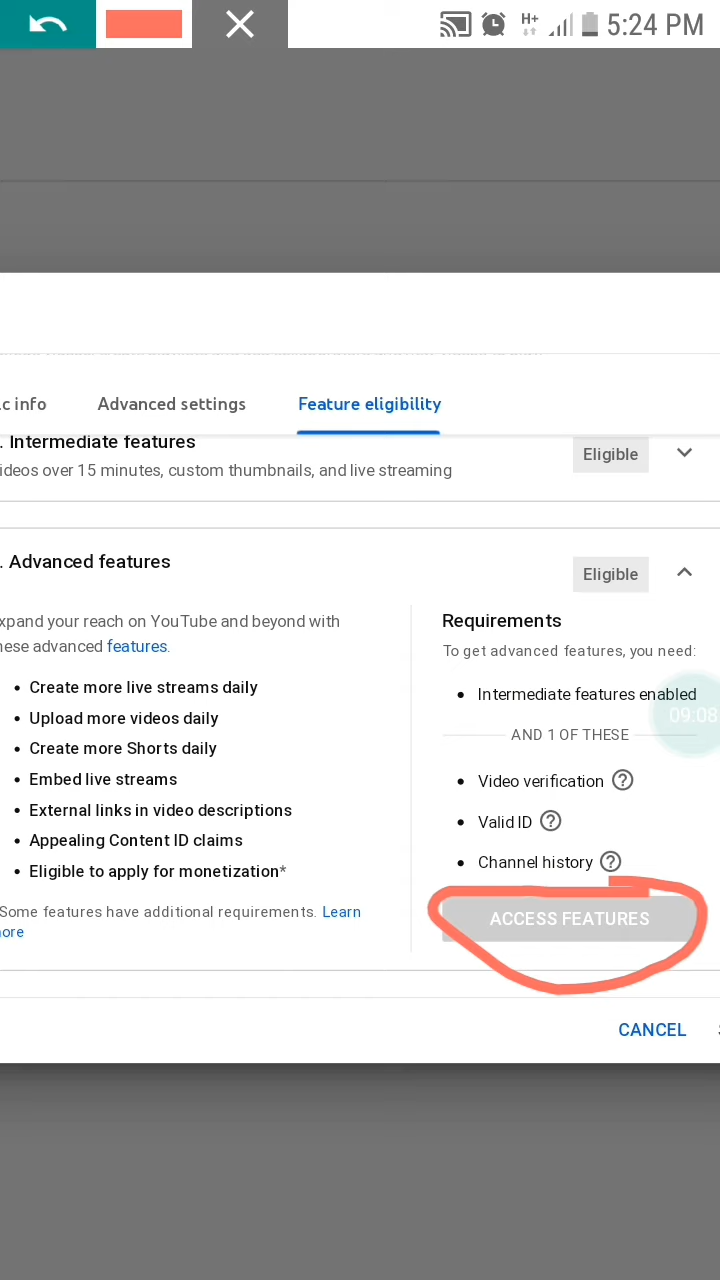 H+
5:24 PM
c info
Advanced settings
Feature eligibility
. Intermediate features
Eligible
ideos over 15 minutes, custom thumbnails, and live streaming
. Advanced features
Eligible
xpand your reach on YouTube and beyond with
hese advanced features.
• Create more live streams daily
• Upload more videos daily
• Create more Shorts daily
• Embed live streams
• External links in video descriptions
• Appealing Content ID claims
• Eligible to apply for monetization*
Some features have additional requirements. Learn
ore
Requirements
To get advanced features, you need:
• Intermediate features enabled
09:08
AND 1 OF THESE
• Video verification ?
• Valid ID ?
• Channel history ?
ACCESS FEATURES
CANCEL